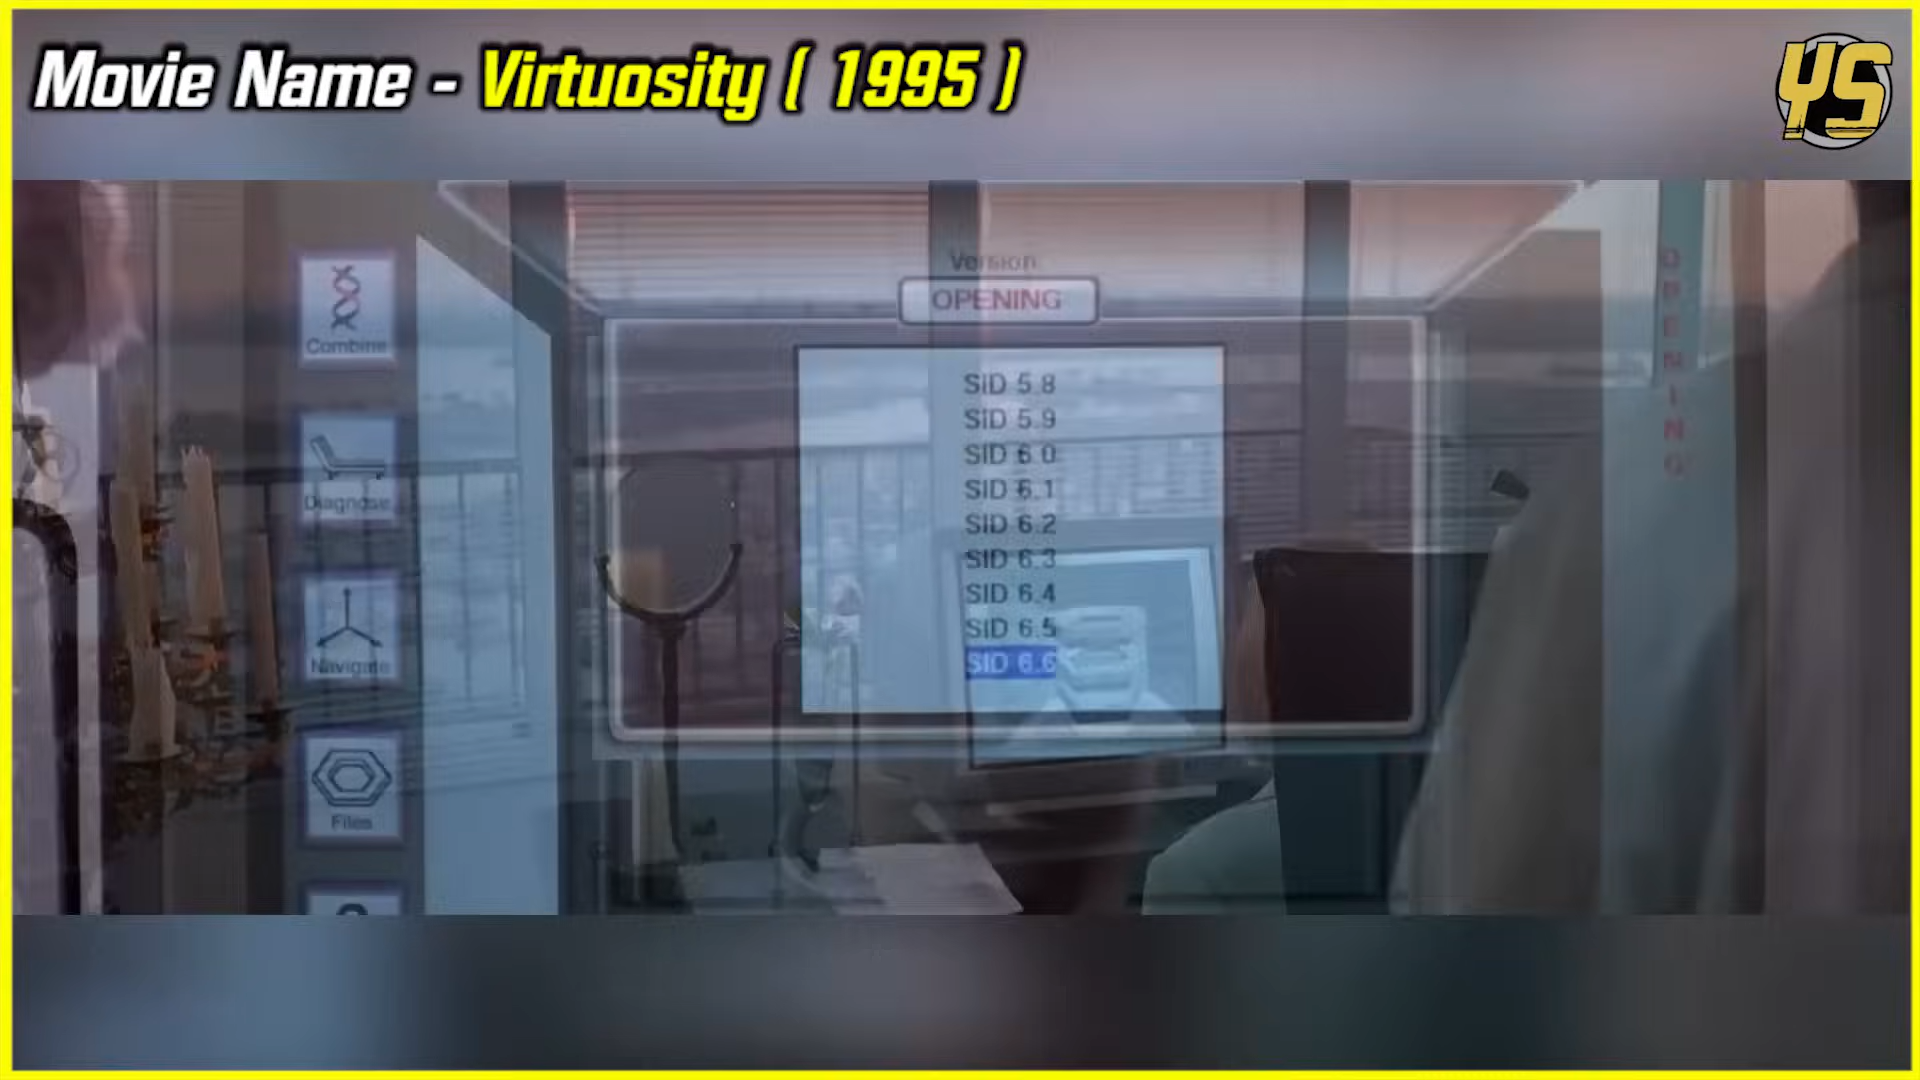 Movie Name - Virtuosity ( 1995 )
YS
Version:
OPENING
SID 5.8
SID 5.9
SID 6.0
SID 6.1
SID 6.2
SID 6.3
SID 6.4
SID 6.5
SID 6.6
Combine
Diagnose
Navigate
Files
OPENING